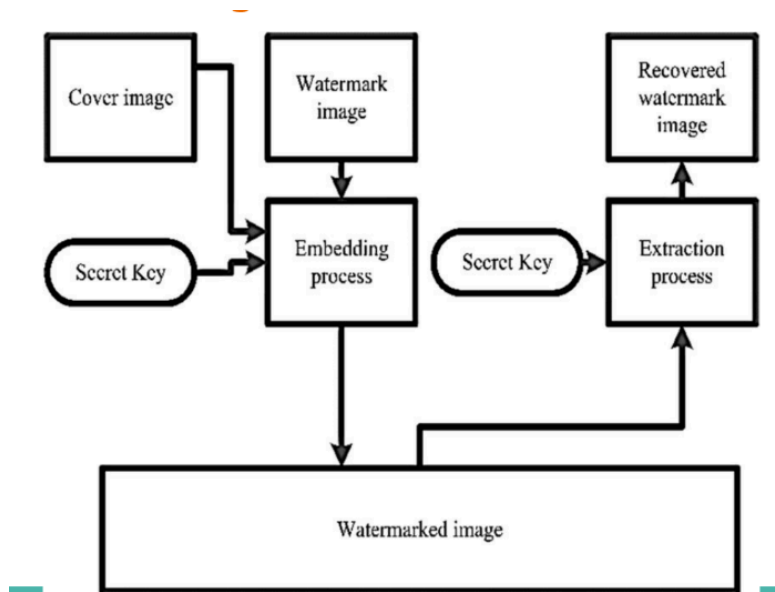 Cover image
Watermark
image
Recovered
watermark
image
Secret Key
Embedding
process
Secret Key
Extraction
process
Watermarked image